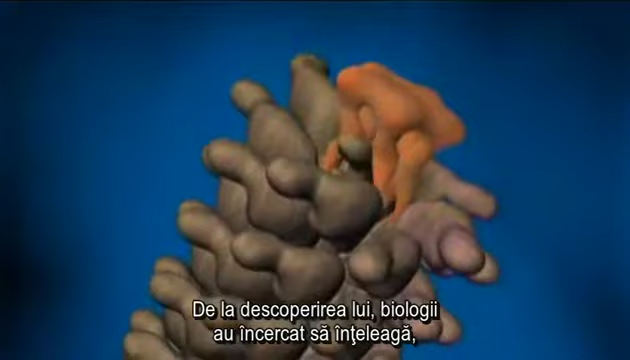 De la descoperirea lui, biologii
au încercat să înţeleagă,